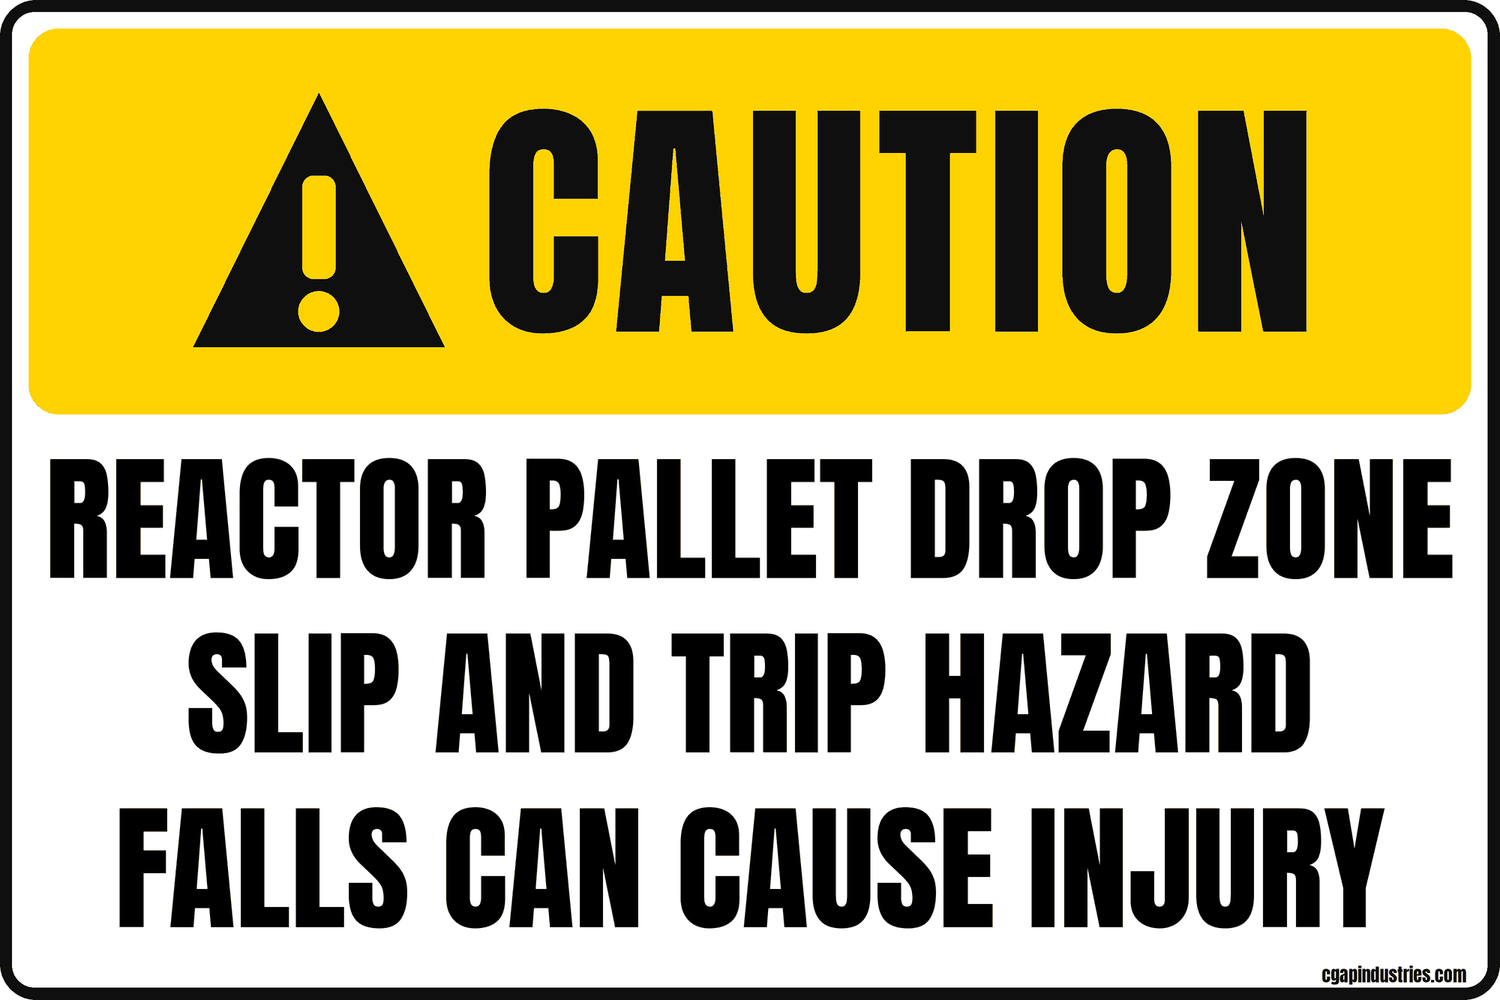 CAUTION
REACTOR PALLET DROP ZONE
SLIP AND TRIP HAZARD
FALLS CAN CAUSE INJURY
cgapindustries.com